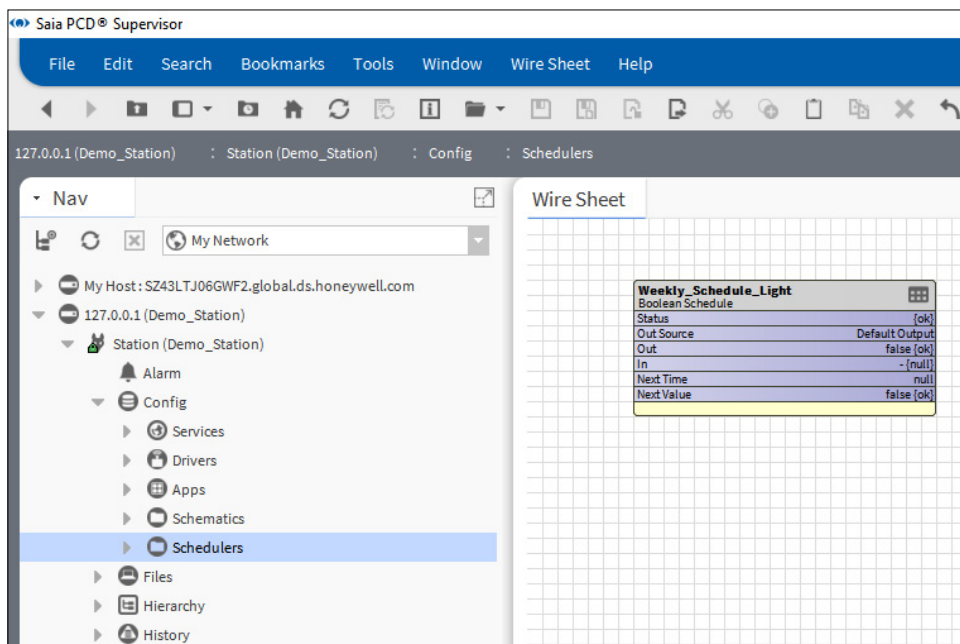 Saia PCD® Supervisor
File Edit Search Bookmarks Tools Window Wire Sheet Help
127.0.0.1 (Demo_Station) : Station (Demo_Station) : Config : Schedulers
Nav
My Network
My Host : SZ43LTJ06GWF2.global.ds.honeywell.com
127.0.0.1 (Demo_Station)
Station (Demo_Station)
Alarm
Config
Services
Drivers
Apps
Schematics
Schedulers
Files
Hierarchy
History
Wire Sheet
Weekly_Schedule_Light
Boolean Schedule
Status {ok}
Out Source Default Output
Out false {ok}
In - {null}
Next Time null
Next Value false {ok}